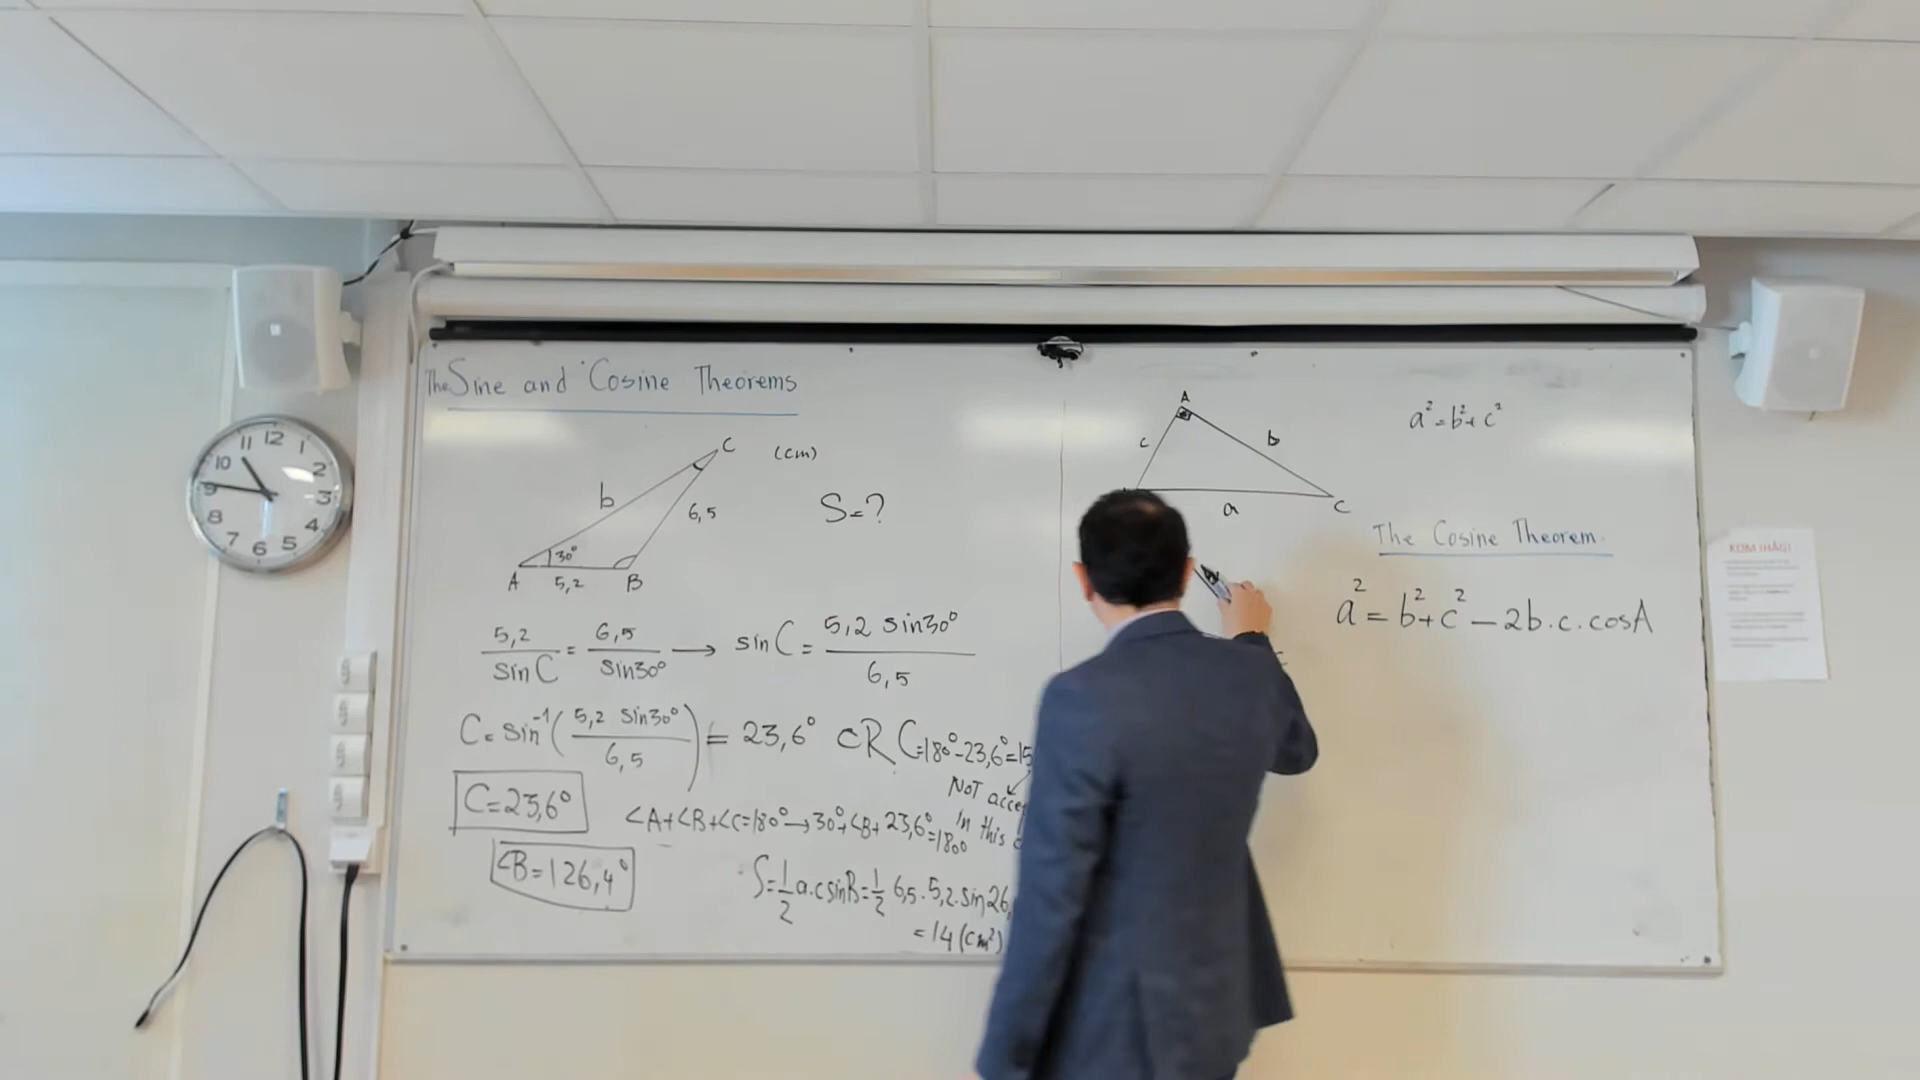 The Sine and Cosine Theorems
C
(cm)
b
6,5
S=?
30°
A
5,2
B
5,2/sin C = 6,5/sin30° → sin C = 5,2 sin30°/6,5
C = sin⁻¹(5,2 sin30°/6,5) = 23,6° OR C=180°-23,6°=15
NOT
C=23,6°
∠A+∠B+∠C=180° → 30°+∠B+23,6°=180°
in this
∠B=126,4°
S=1/2 a.c sinB=1/2 6,5.5,2.sin26,
=14 (cm²)
A
c
b
a
C
a²=b²+c²
The Cosine Theorem.
a² = b²+c² - 2b.c.cosA
11 12 1
10 2
9 3
8 4
7 6 5
KOM IHÅG!